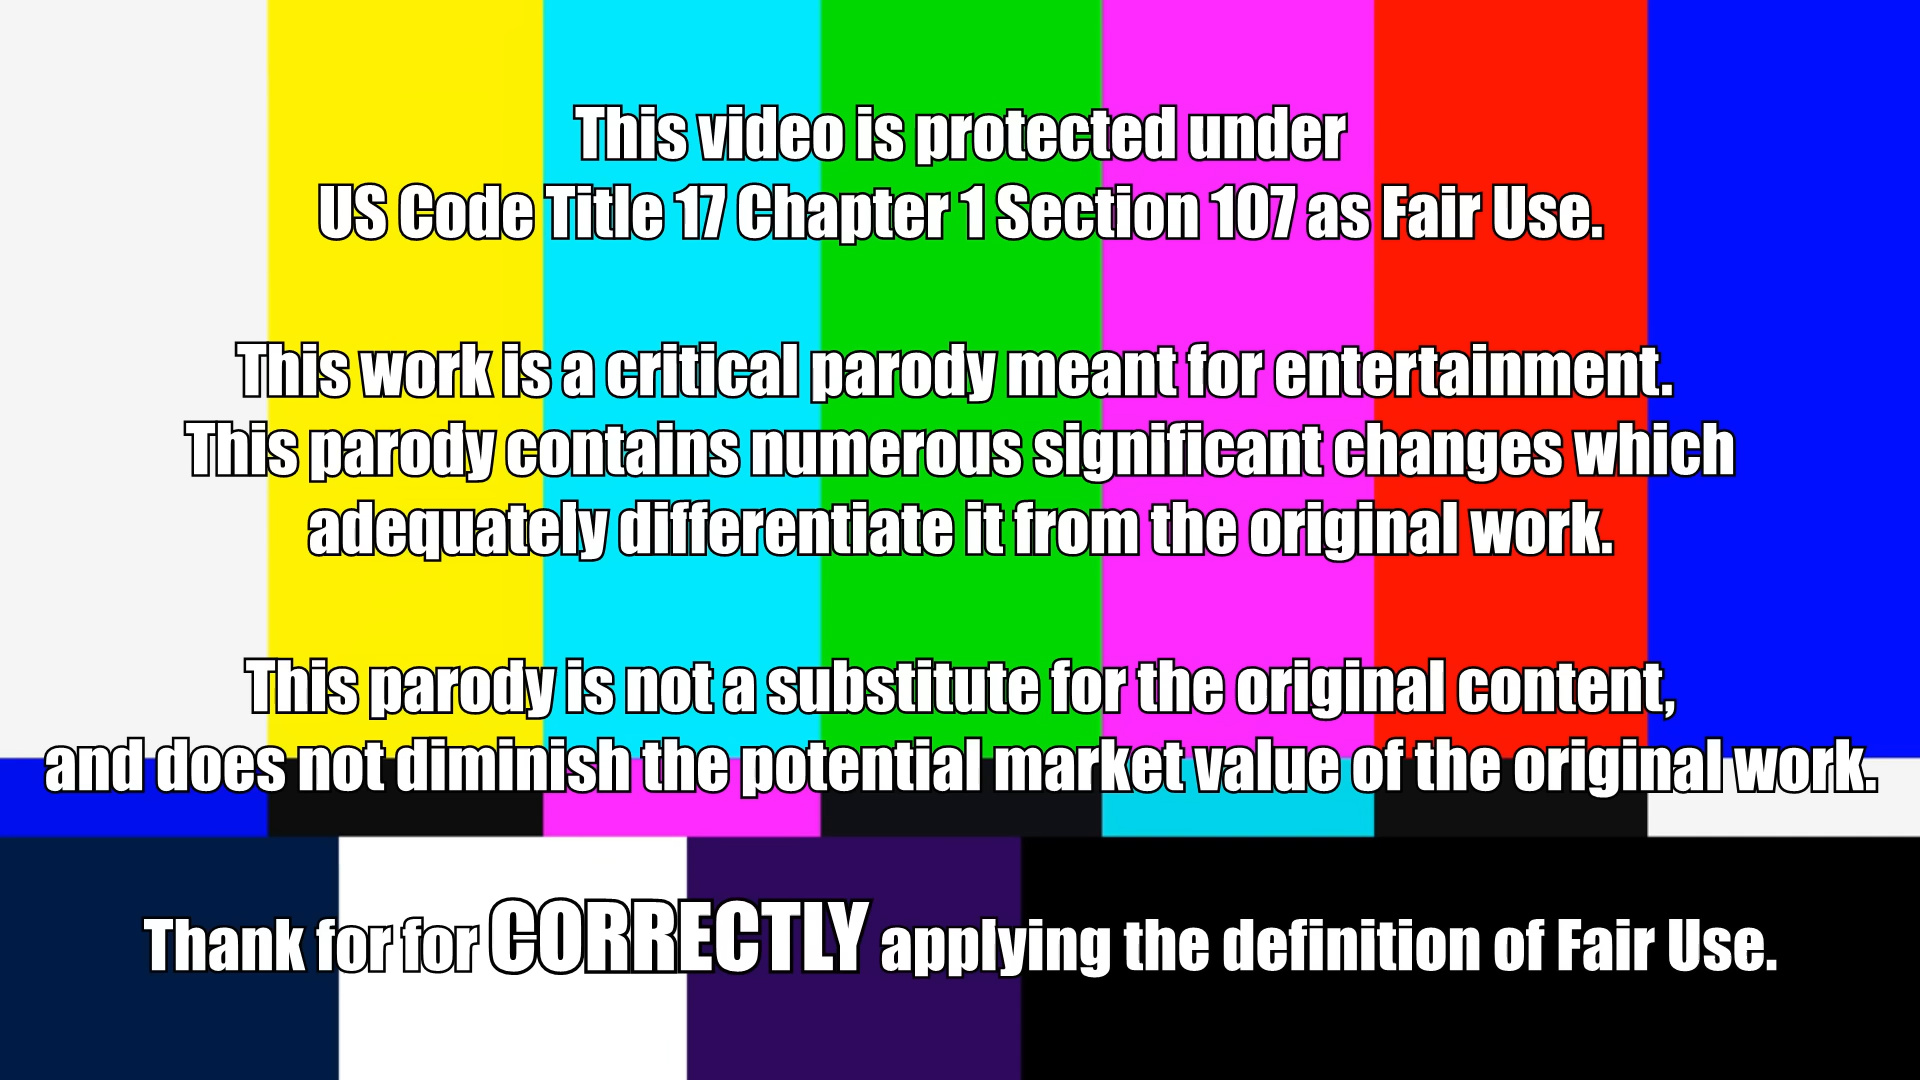 This video is protected under
US Code Title 17 Chapter 1 Section 107 as Fair Use.
This work is a critical parody meant for entertainment.
This parody contains numerous significant changes which
adequately differentiate it from the original work.
This parody is not a substitute for the original content,
and does not diminish the potential market value of the original work.
Thank for for CORRECTLY applying the definition of Fair Use.